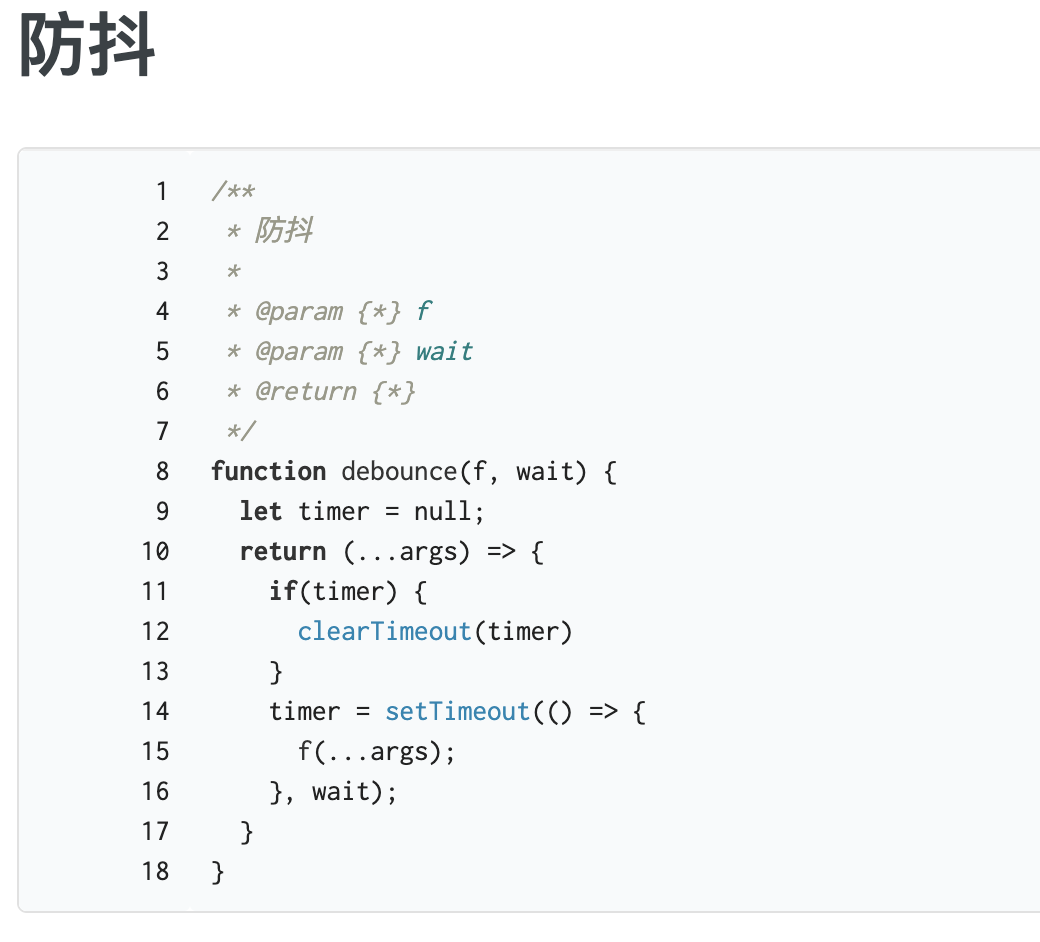 防抖
1 /**
2  * 防抖
3  *
4  * @param {*} f
5  * @param {*} wait
6  * @return {*}
7  */
8 function debounce(f, wait) {
9   let timer = null;
10   return (...args) => {
11     if(timer) {
12       clearTimeout(timer)
13     }
14     timer = setTimeout(() => {
15       f(...args);
16     }, wait);
17   }
18 }